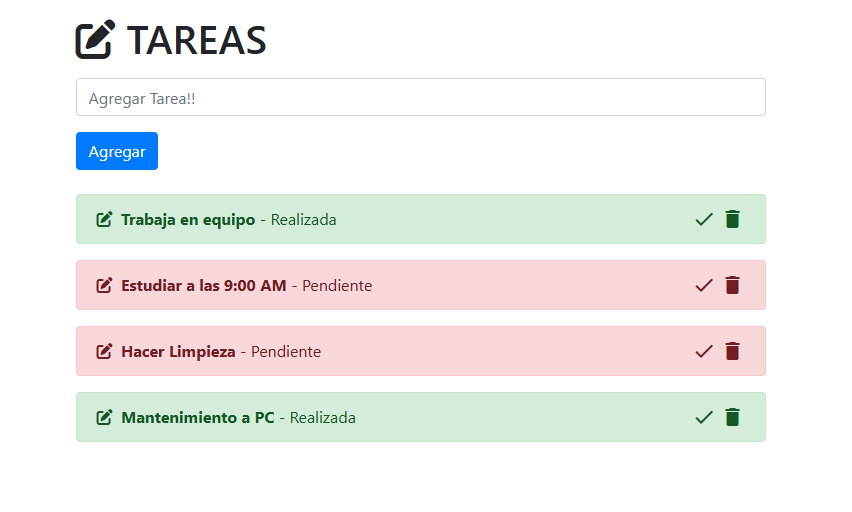 TAREAS
Agregar Tarea!!
Agregar
Trabaja en equipo - Realizada
Estudiar a las 9:00 AM - Pendiente
Hacer Limpieza - Pendiente
Mantenimiento a PC - Realizada